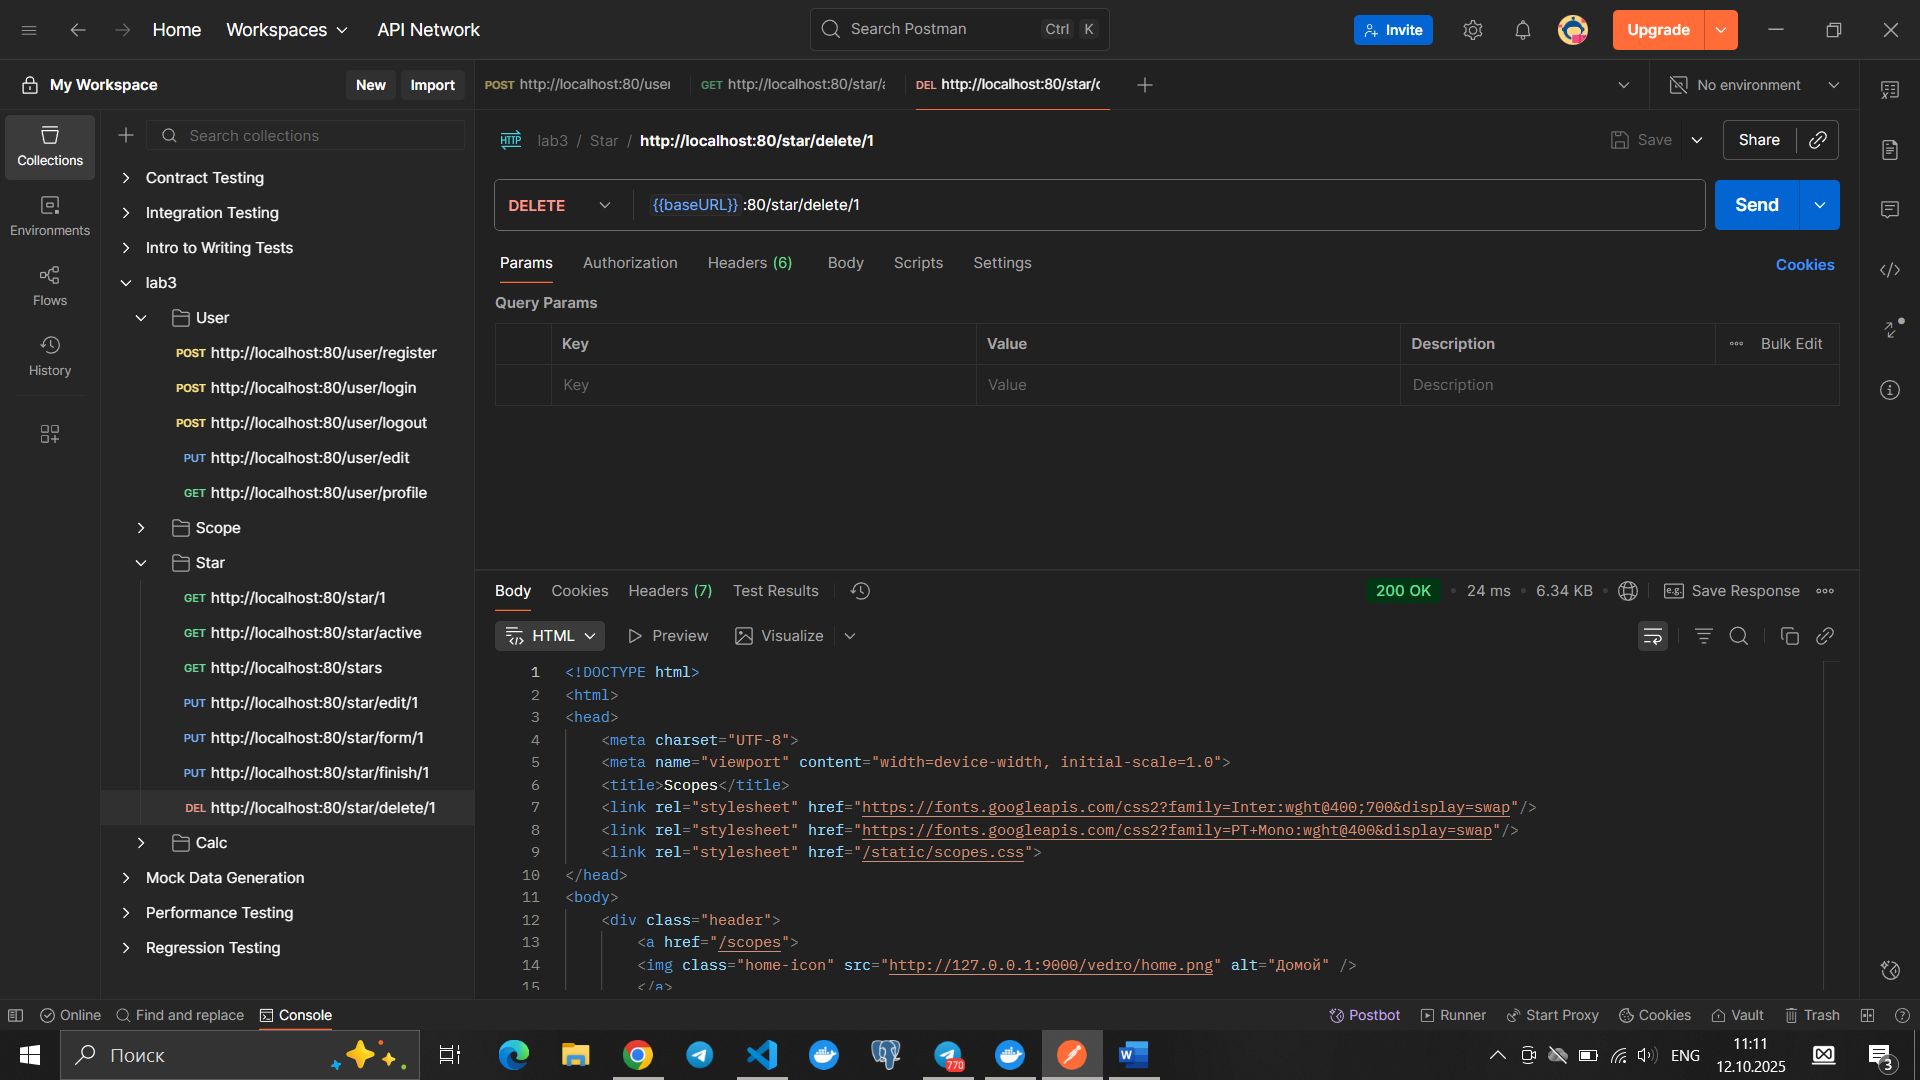 Home
Workspaces
API Network
Search Postman
Ctrl K
Invite
Upgrade
My Workspace
New
Import
POST http://localhost:80/user
GET http://localhost:80/star/a
DEL http://localhost:80/star/d
No environment
Collections
Environments
Flows
History
Search collections
Contract Testing
Integration Testing
Intro to Writing Tests
lab3
User
POST http://localhost:80/user/register
POST http://localhost:80/user/login
POST http://localhost:80/user/logout
PUT http://localhost:80/user/edit
GET http://localhost:80/user/profile
Scope
Star
GET http://localhost:80/star/1
GET http://localhost:80/star/active
GET http://localhost:80/stars
PUT http://localhost:80/star/edit/1
PUT http://localhost:80/star/form/1
PUT http://localhost:80/star/finish/1
DEL http://localhost:80/star/delete/1
Calc
Mock Data Generation
Performance Testing
Regression Testing
HTTP lab3 / Star / http://localhost:80/star/delete/1
Save
Share
DELETE
{{baseURL}} :80/star/delete/1
Send
Params
Authorization
Headers (6)
Body
Scripts
Settings
Cookies
Query Params
Key
Value
Description
Bulk Edit
Key
Value
Description
Body
Cookies
Headers (7)
Test Results
200 OK
24 ms
6.34 KB
e.g.
Save Response
HTML
Preview
Visualize
1 <!DOCTYPE html>
2 <html>
3 <head>
4 <meta charset="UTF-8">
5 <meta name="viewport" content="width=device-width, initial-scale=1.0">
6 <title>Scopes</title>
7 <link rel="stylesheet" href="https://fonts.googleapis.com/css2?family=Inter:wght@400;700&display=swap"/>
8 <link rel="stylesheet" href="https://fonts.googleapis.com/css2?family=PT+Mono:wght@400&display=swap"/>
9 <link rel="stylesheet" href="/static/scopes.css">
10 </head>
11 <body>
12 <div class="header">
13 <a href="/scopes">
14 <img class="home-icon" src="http://127.0.0.1:9000/vedro/home.png" alt="Домой" />
15 </a>
Online
Find and replace
Console
Postbot
Runner
Start Proxy
Cookies
Vault
Trash
Поиск
770
W
ENG
11:11
12.10.2025
3